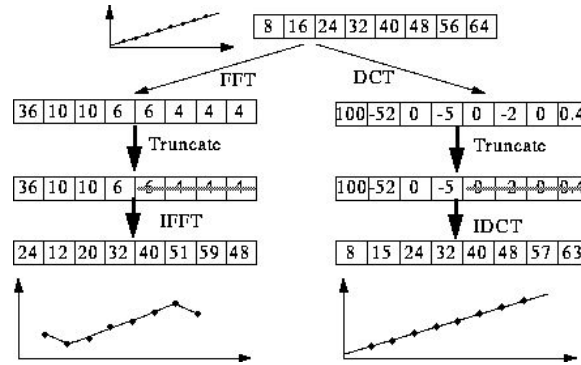 8 16 24 32 40 48 56 64
FFT DCT
36 10 10 6 6 4 4 4
100 -52 0 -5 0 -2 0 0.4
Truncate Truncate
36 10 10 6 6 4 4 4
100 -52 0 -5 0 -2 0 0.4
IFFT IDCT
24 12 20 32 40 51 59 48
8 15 24 32 40 48 57 63